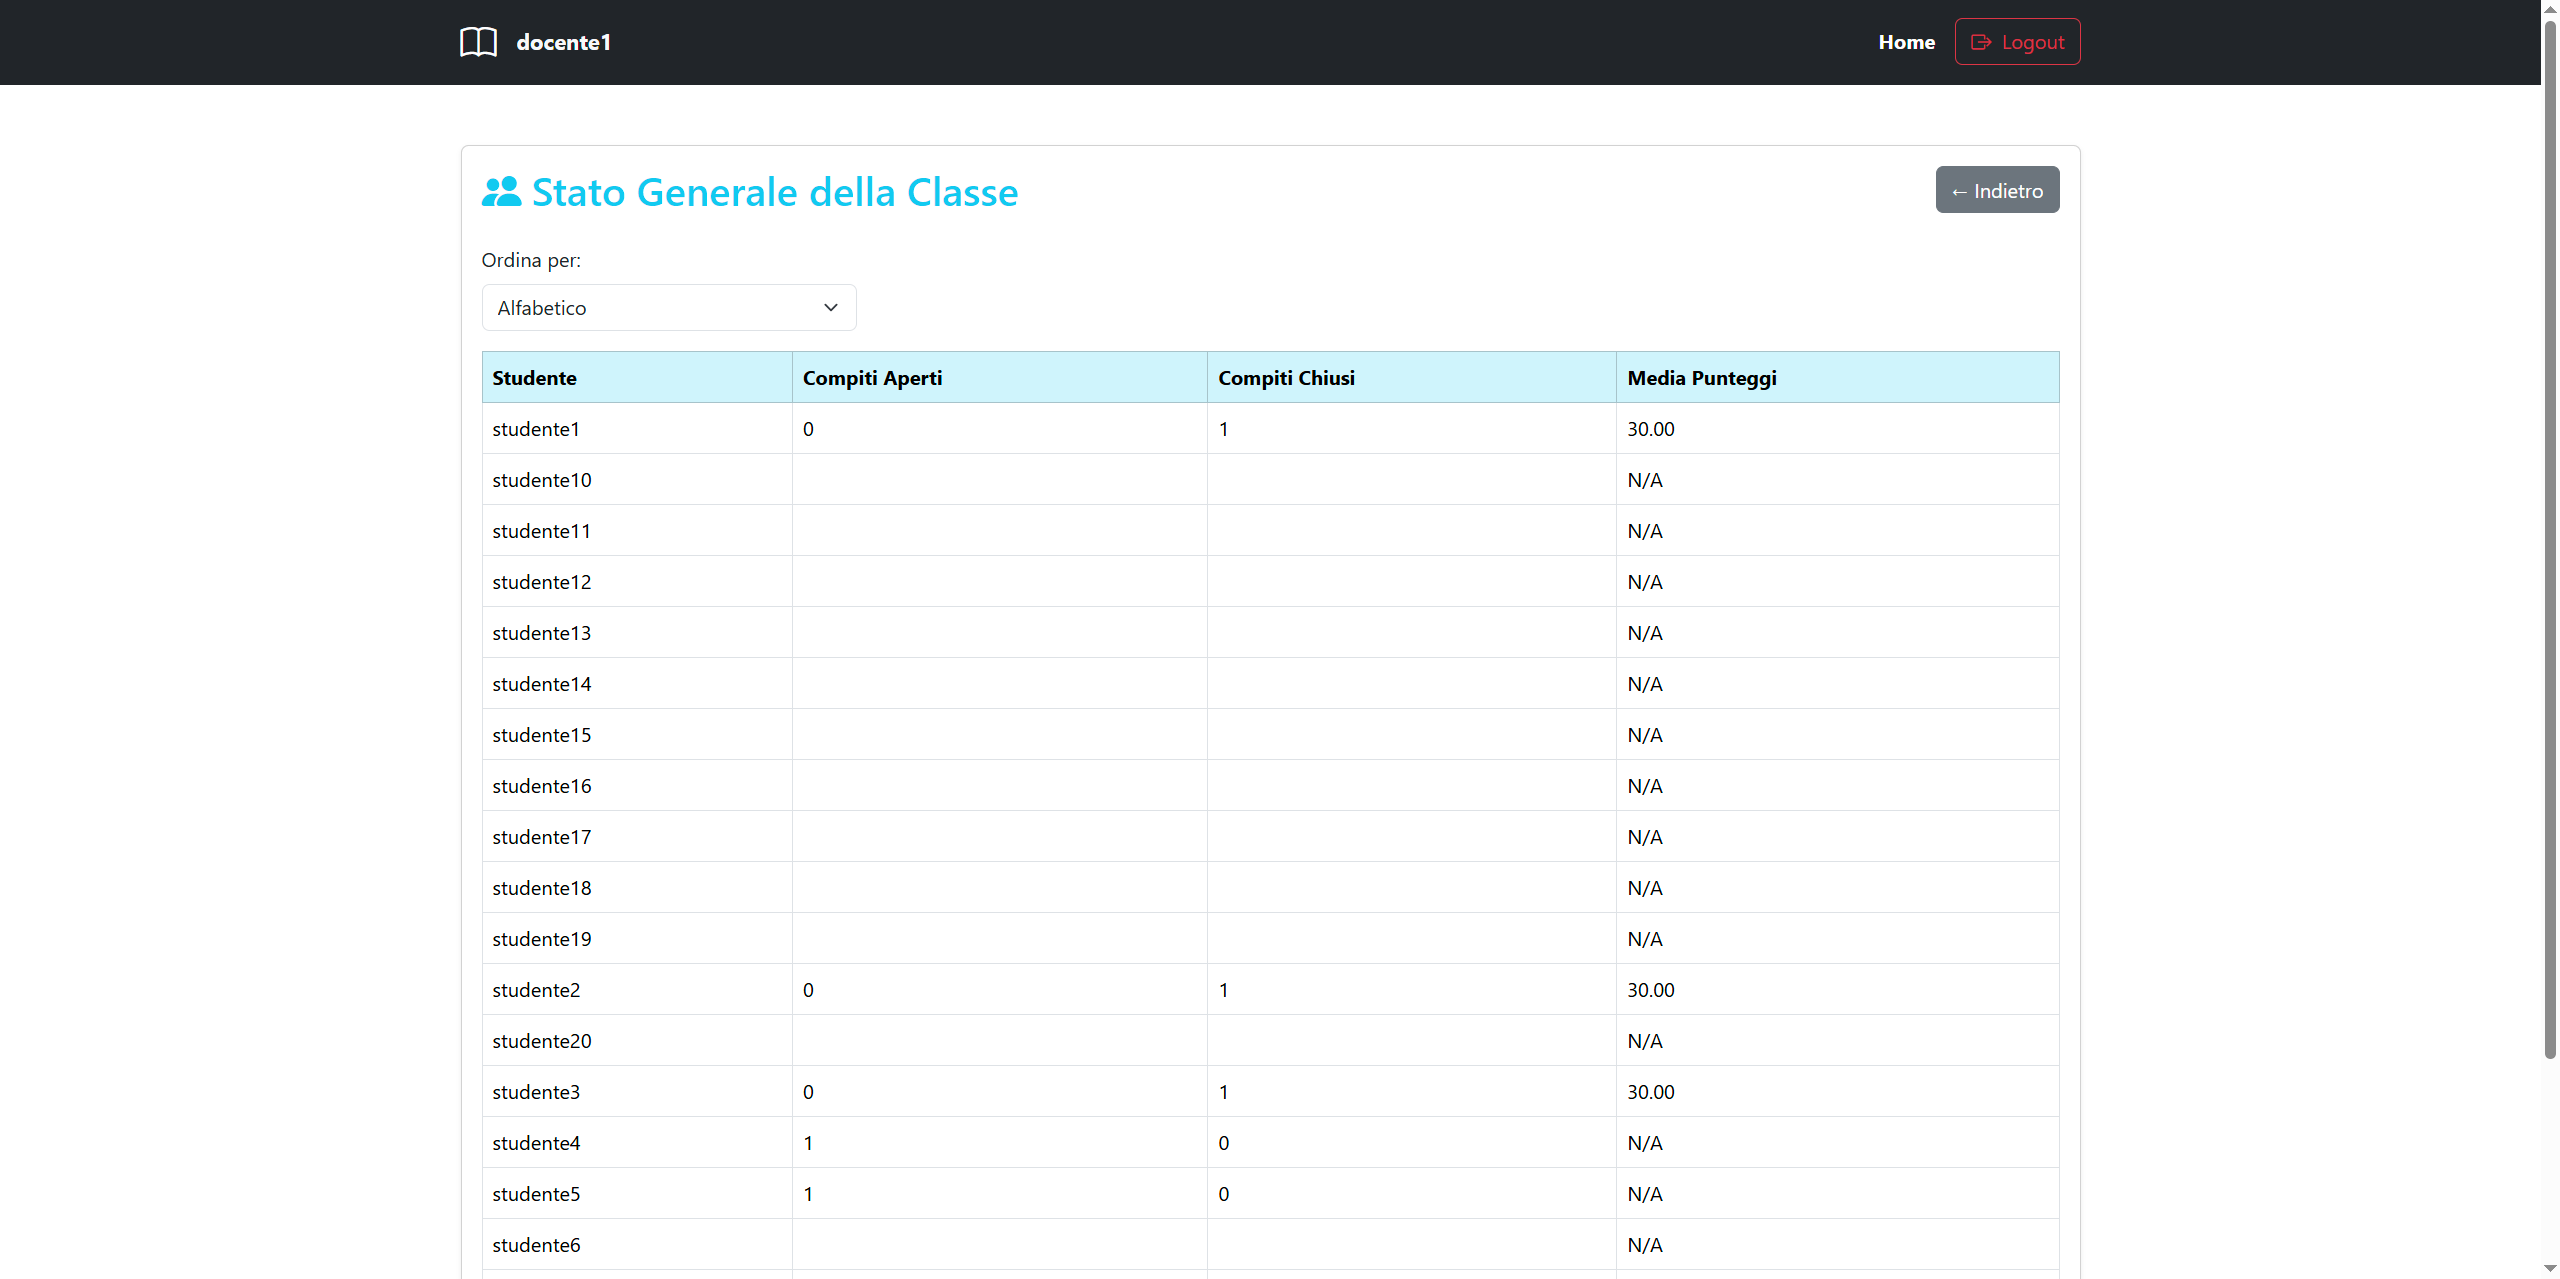 docente1 Home Logout
Stato Generale della Classe ← Indietro
Ordina per:
Alfabetico
Studente Compiti Aperti Compiti Chiusi Media Punteggi
studente1 0 1 30.00
studente10 N/A
studente11 N/A
studente12 N/A
studente13 N/A
studente14 N/A
studente15 N/A
studente16 N/A
studente17 N/A
studente18 N/A
studente19 N/A
studente2 0 1 30.00
studente20 N/A
studente3 0 1 30.00
studente4 1 0 N/A
studente5 1 0 N/A
studente6 N/A